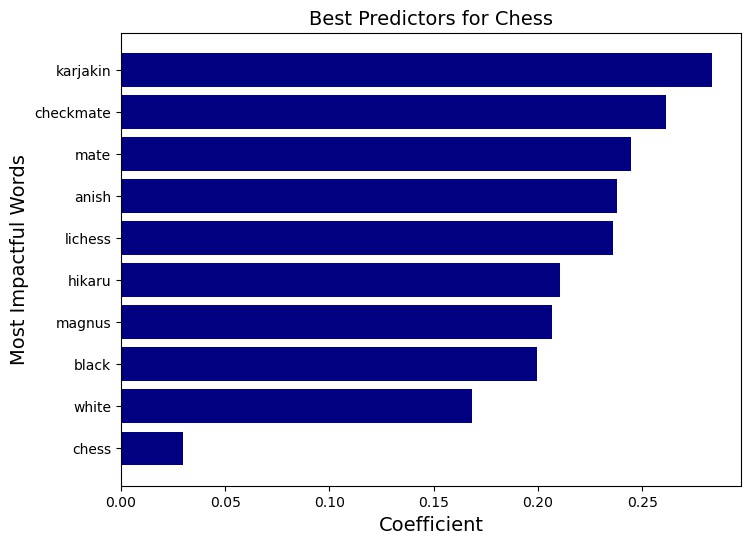 Best Predictors for Chess
Most Impactful Words
karjakin
checkmate
mate
anish
lichess
hikaru
magnus
black
white
chess
0.00 0.05 0.10 0.15 0.20 0.25
Coefficient